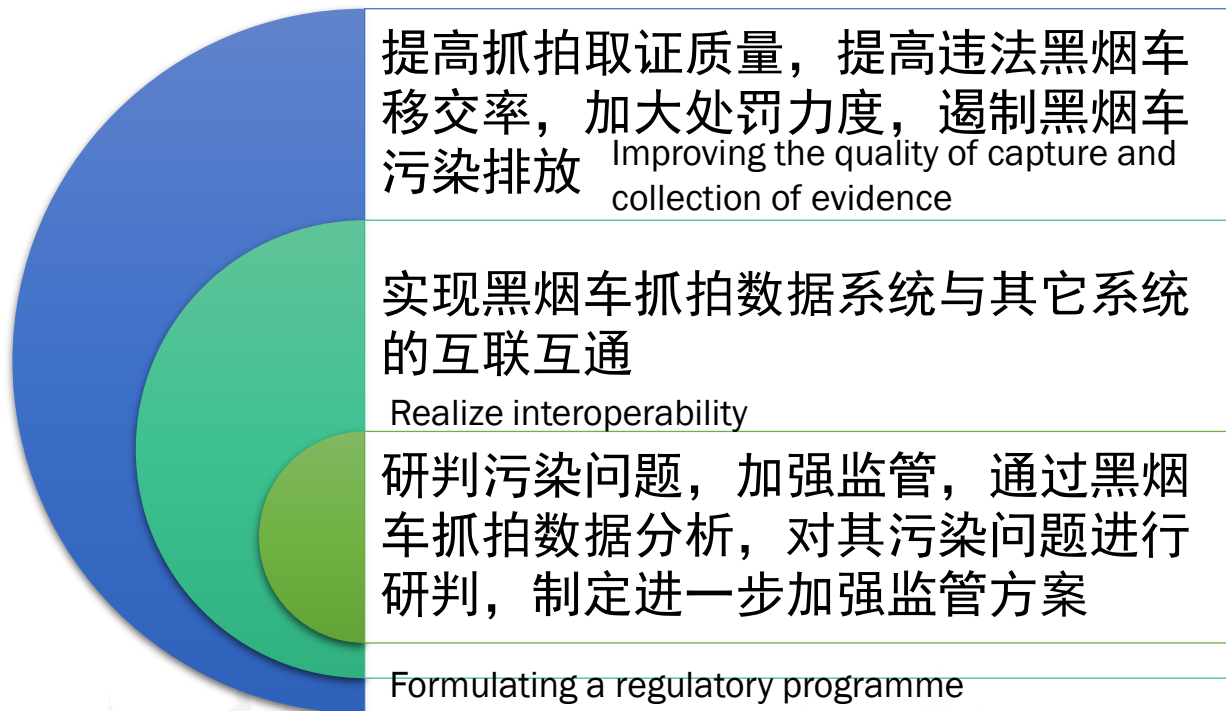 提高抓拍取证质量，提高违法黑烟车
移交率，加大处罚力度，遏制黑烟车
污染排放
Improving the quality of capture and
collection of evidence
实现黑烟车抓拍数据系统与其它系统
的互联互通
Realize interoperability
研判污染问题，加强监管，通过黑烟
车抓拍数据分析，对其污染问题进行
研判，制定进一步加强监管方案
Formulating a regulatory programme